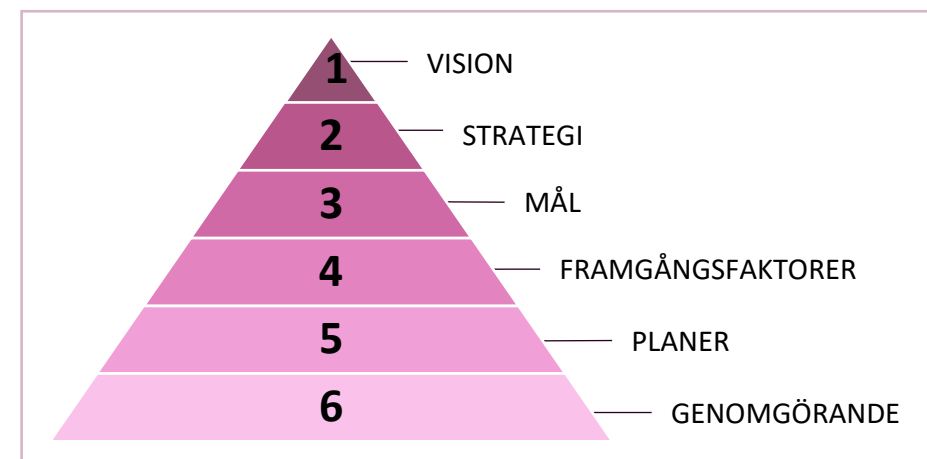 1 VISION
2 STRATEGI
3 MÅL
4 FRAMGÅNGSFAKTORER
5 PLANER
6 GENOMGÖRANDE